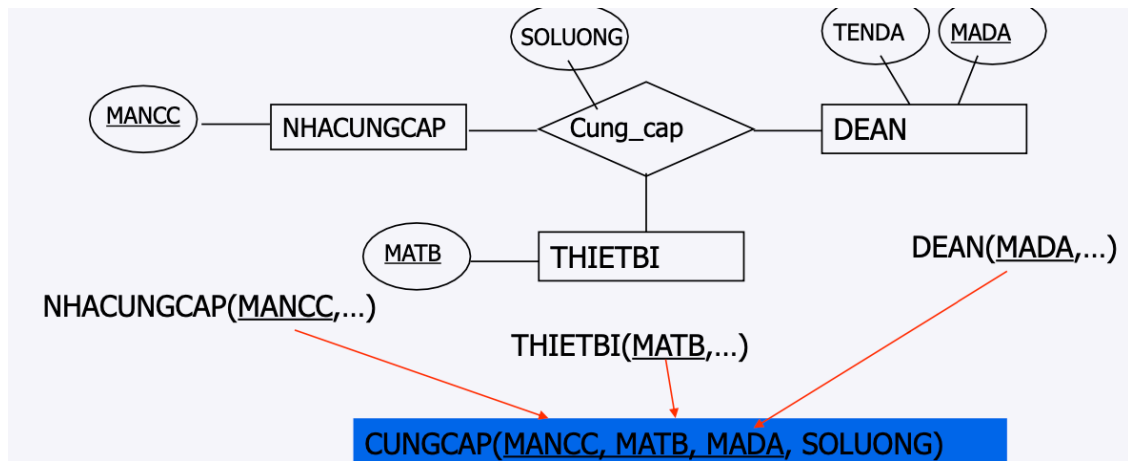 SOLUONG
TENDA
MADA
MANCC
NHACUNGCAP
Cung_cap
DEAN
MATB
THIETBI
DEAN(MADA,...)
NHACUNGCAP(MANCC,...)
THIETBI(MATB,...)
CUNGCAP(MANCC, MATB, MADA, SOLUONG)